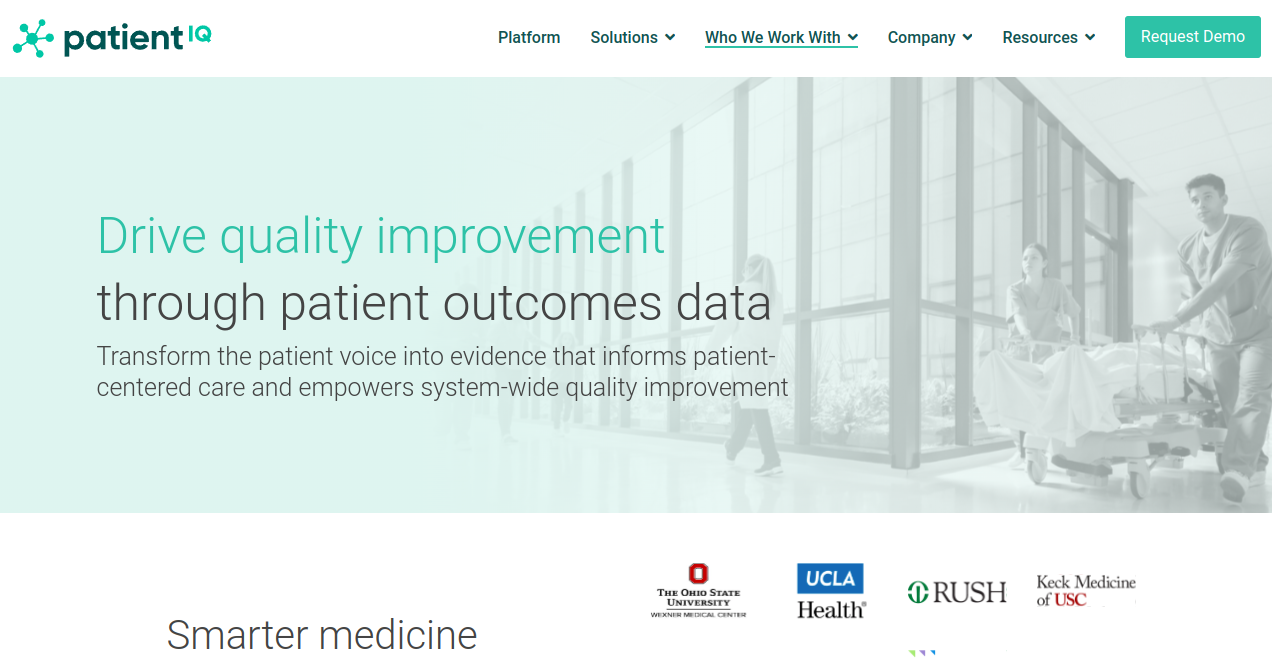 patientIQ
Platform
Solutions
Who We Work With
Company
Resources
Request Demo
Drive quality improvement
through patient outcomes data
Transform the patient voice into evidence that informs patient-
centered care and empowers system-wide quality improvement
THE OHIO STATE
UNIVERSITY
WEXNER MEDICAL CENTER
UCLA
Health®
RUSH
Keck Medicine
of USC
Smarter medicine